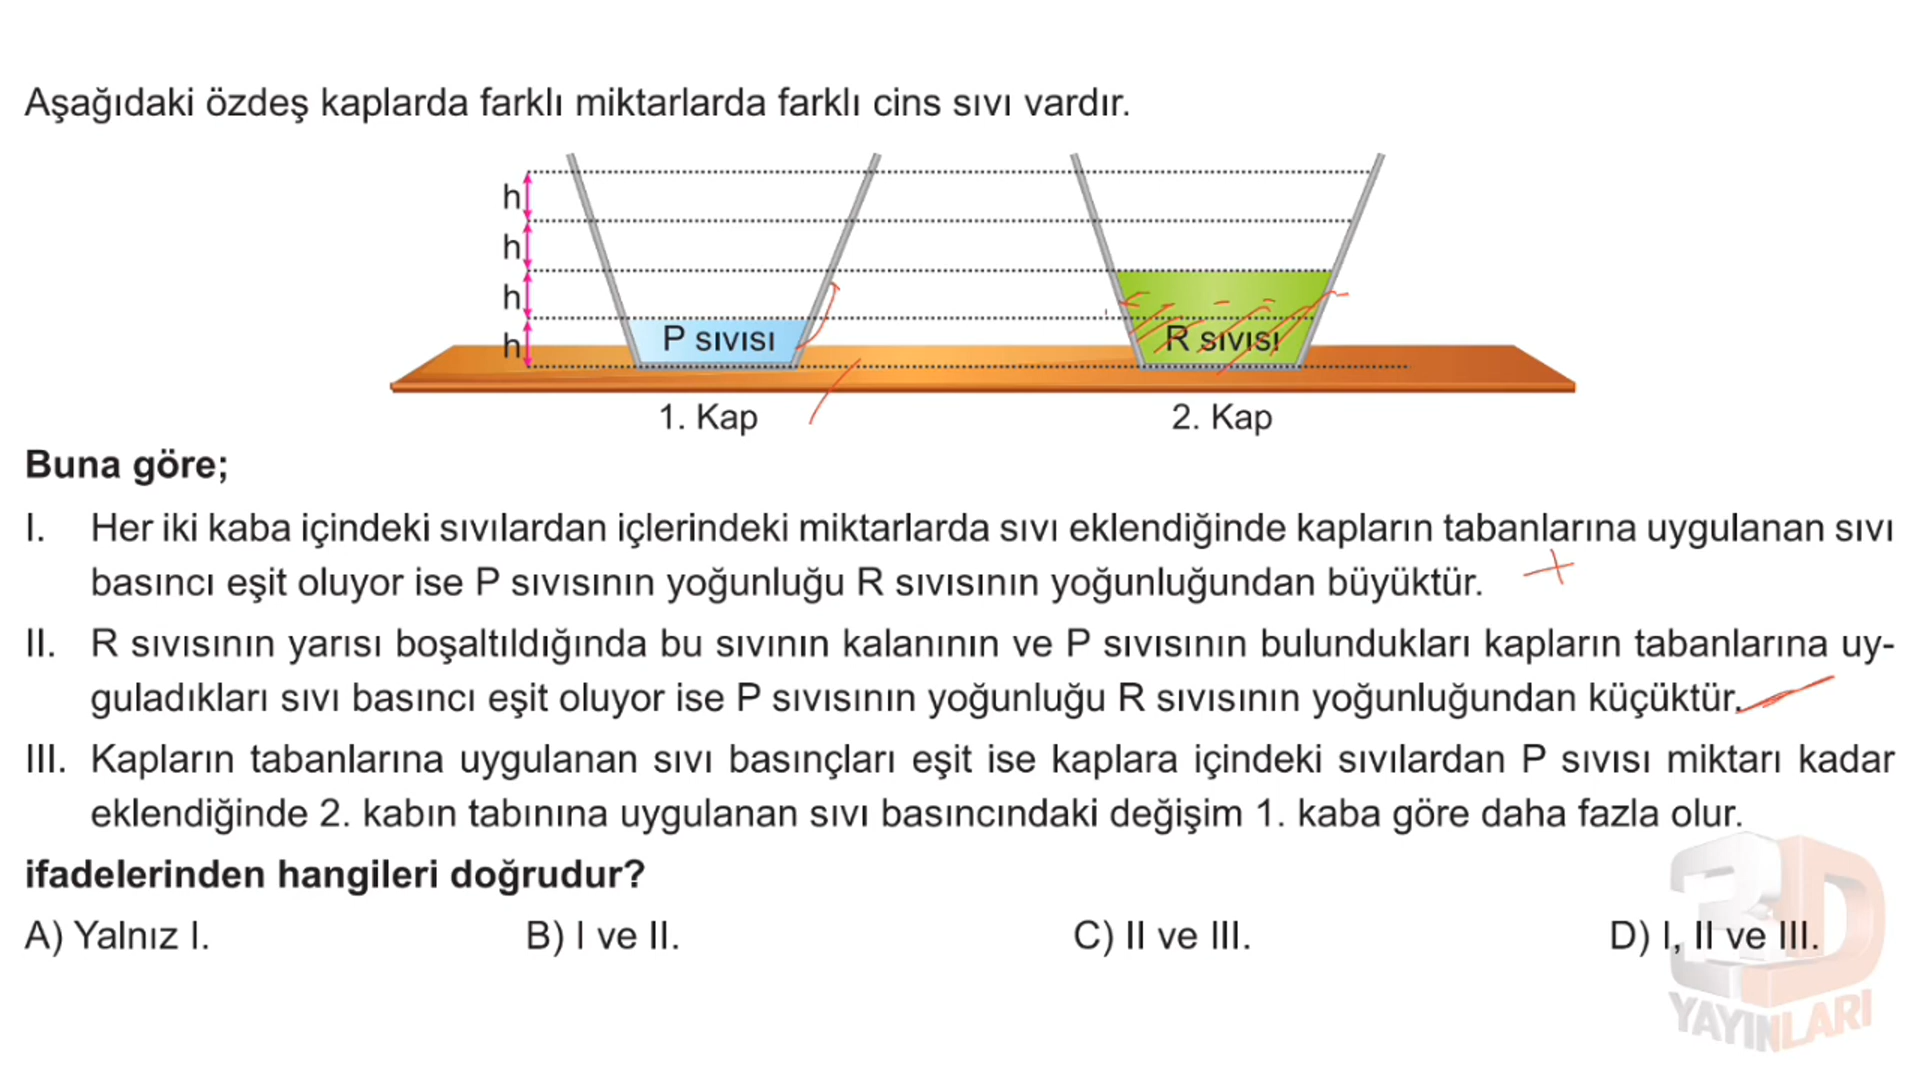 Aşağıdaki özdeş kaplarda farklı miktarlarda farklı cins sıvı vardır.
h
h
h
h
P sıvısı
R sıvısı
1. Kap
2. Kap
Buna göre;
I. Her iki kaba içindeki sıvılardan içlerindeki miktarlarda sıvı eklendiğinde kapların tabanlarına uygulanan sıvı
basıncı eşit oluyor ise P sıvısının yoğunluğu R sıvısının yoğunluğundan büyüktür.
II. R sıvısının yarısı boşaltıldığında bu sıvının kalanının ve P sıvısının bulundukları kapların tabanlarına uy-
guladıkları sıvı basıncı eşit oluyor ise P sıvısının yoğunluğu R sıvısının yoğunluğundan küçüktür.
III. Kapların tabanlarına uygulanan sıvı basınçları eşit ise kaplara içindeki sıvılardan P sıvısı miktarı kadar
eklendiğinde 2. kabın tabınına uygulanan sıvı basıncındaki değişim 1. kaba göre daha fazla olur.
ifadelerinden hangileri doğrudur?
A) Yalnız I.
B) I ve II.
C) II ve III.
D) I, II ve III.
3D
YAYINLARI